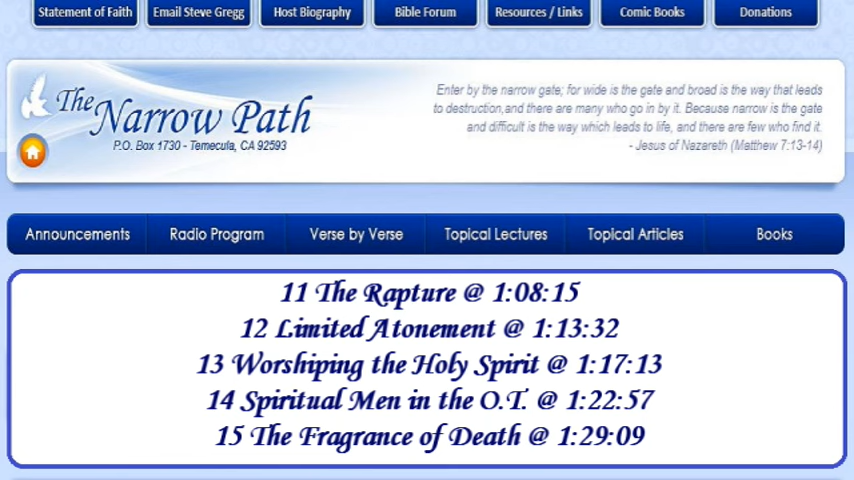 Statement of Faith
Email Steve Gregg
Host Biography
Bible Forum
Resources / Links
Comic Books
Donations
The Narrow Path
P.O. Box 1730 - Temecula, CA 92593
Enter by the narrow gate; for wide is the gate and broad is the way that leads
to destruction,and there are many who go in by it. Because narrow is the gate
and difficult is the way which leads to life, and there are few who find it.
- Jesus of Nazareth (Matthew 7:13-14)
Announcements
Radio Program
Verse by Verse
Topical Lectures
Topical Articles
Books
11 The Rapture @ 1:08:15
12 Limited Atonement @ 1:13:32
13 Worshiping the Holy Spirit @ 1:17:13
14 Spiritual Men in the O.T. @ 1:22:57
15 The Fragrance of Death @ 1:29:09